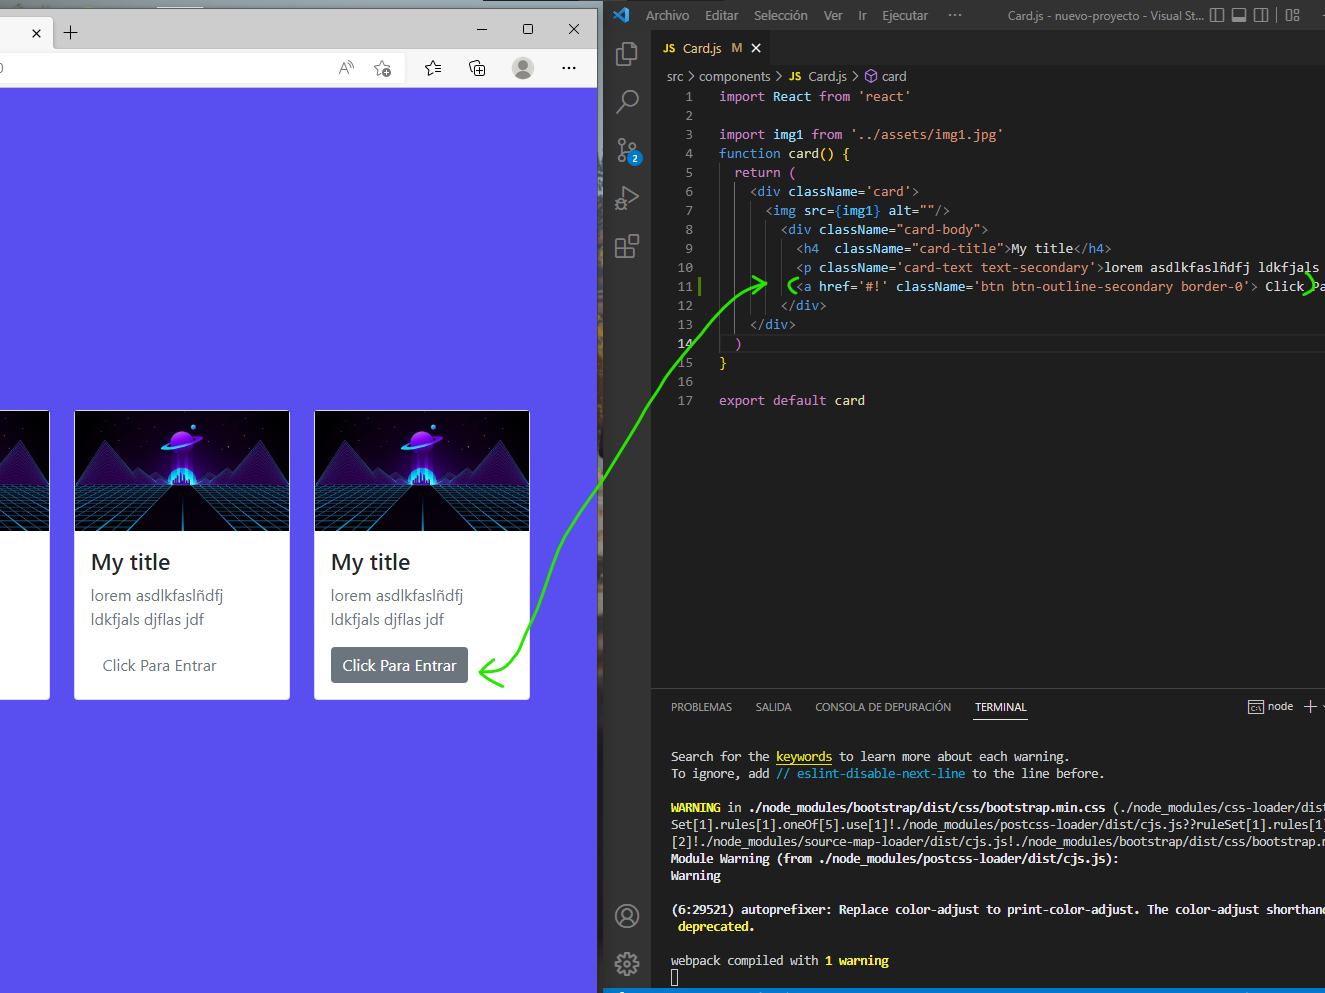 Archivo Editar Selección Ver Ir Ejecutar ··· Card.js - nuevo-proyecto - Visual St...
JS Card.js M
src > components > JS Card.js > card
1 import React from 'react'
2
3 import img1 from '../assets/img1.jpg'
4 function card() {
5 return (
6 <div className='card'>
7 <img src={img1} alt=""/>
8 <div className="card-body">
9 <h4  className="card-title">My title</h4>
10 <p className='card-text text-secondary'>lorem asdlkfaslñdfj ldkfjals
11 <a href='#!' className='btn btn-outline-secondary border-0'> Click Pa
12 </div>
13 </div>
14 )
15 }
16
17 export default card
2
My title
lorem asdlkfaslñdfj
ldkfjals djflas jdf
Click Para Entrar
My title
lorem asdlkfaslñdfj
ldkfjals djflas jdf
Click Para Entrar
PROBLEMAS SALIDA CONSOLA DE DEPURACIÓN TERMINAL node
Search for the keywords to learn more about each warning.
To ignore, add // eslint-disable-next-line to the line before.
WARNING in ./node_modules/bootstrap/dist/css/bootstrap.min.css (./node_modules/css-loader/dist
Set[1].rules[1].oneOf[5].use[1]!./node_modules/postcss-loader/dist/cjs.js??ruleSet[1].rules[1]
[2]!./node_modules/source-map-loader/dist/cjs.js!./node_modules/bootstrap/dist/css/bootstrap.m
Module Warning (from ./node_modules/postcss-loader/dist/cjs.js):
Warning
(6:29521) autoprefixer: Replace color-adjust to print-color-adjust. The color-adjust shorthand
deprecated.
webpack compiled with 1 warning